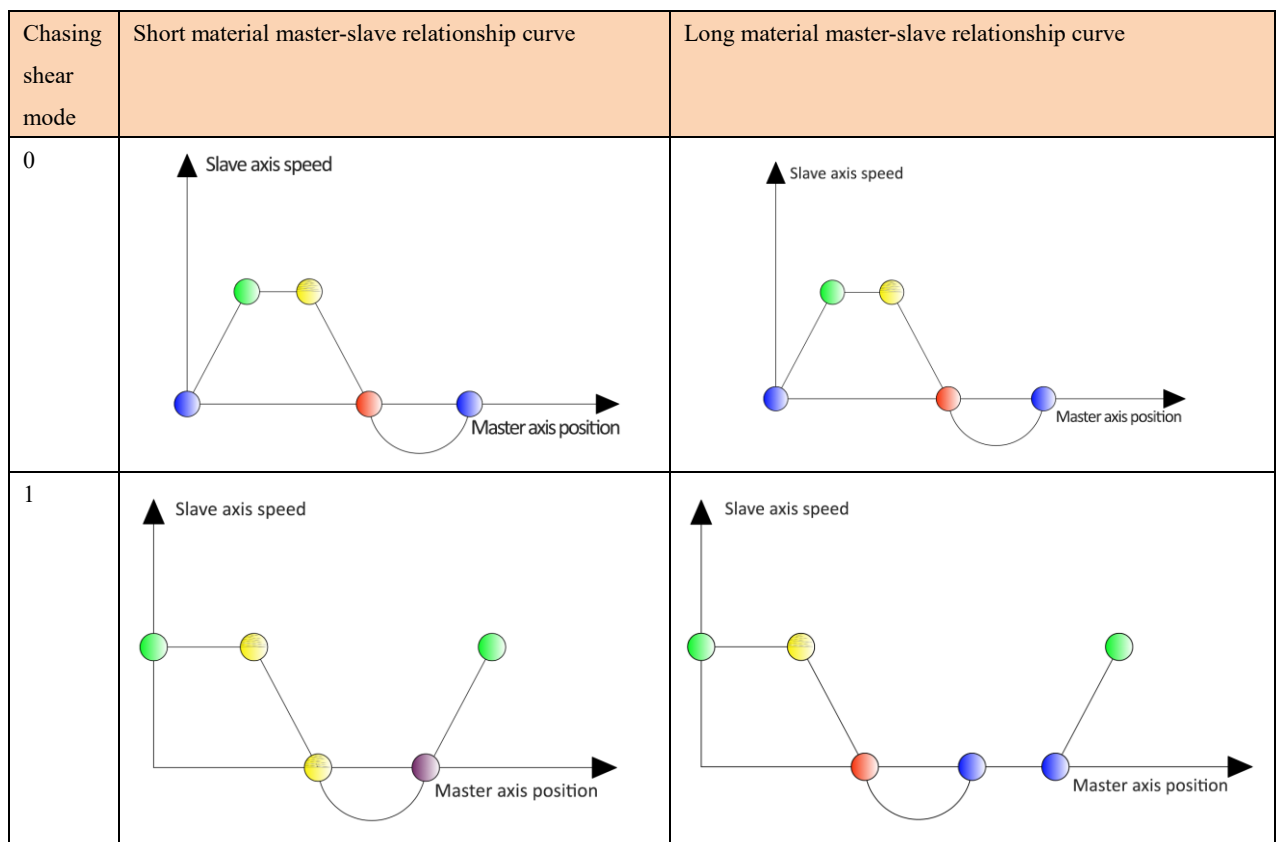 Chasing
shear
mode
Short material master-slave relationship curve
Long material master-slave relationship curve
0
Slave axis speed
Master axis position
Slave axis speed
Master axis position
1
Slave axis speed
Master axis position
Slave axis speed
Master axis position